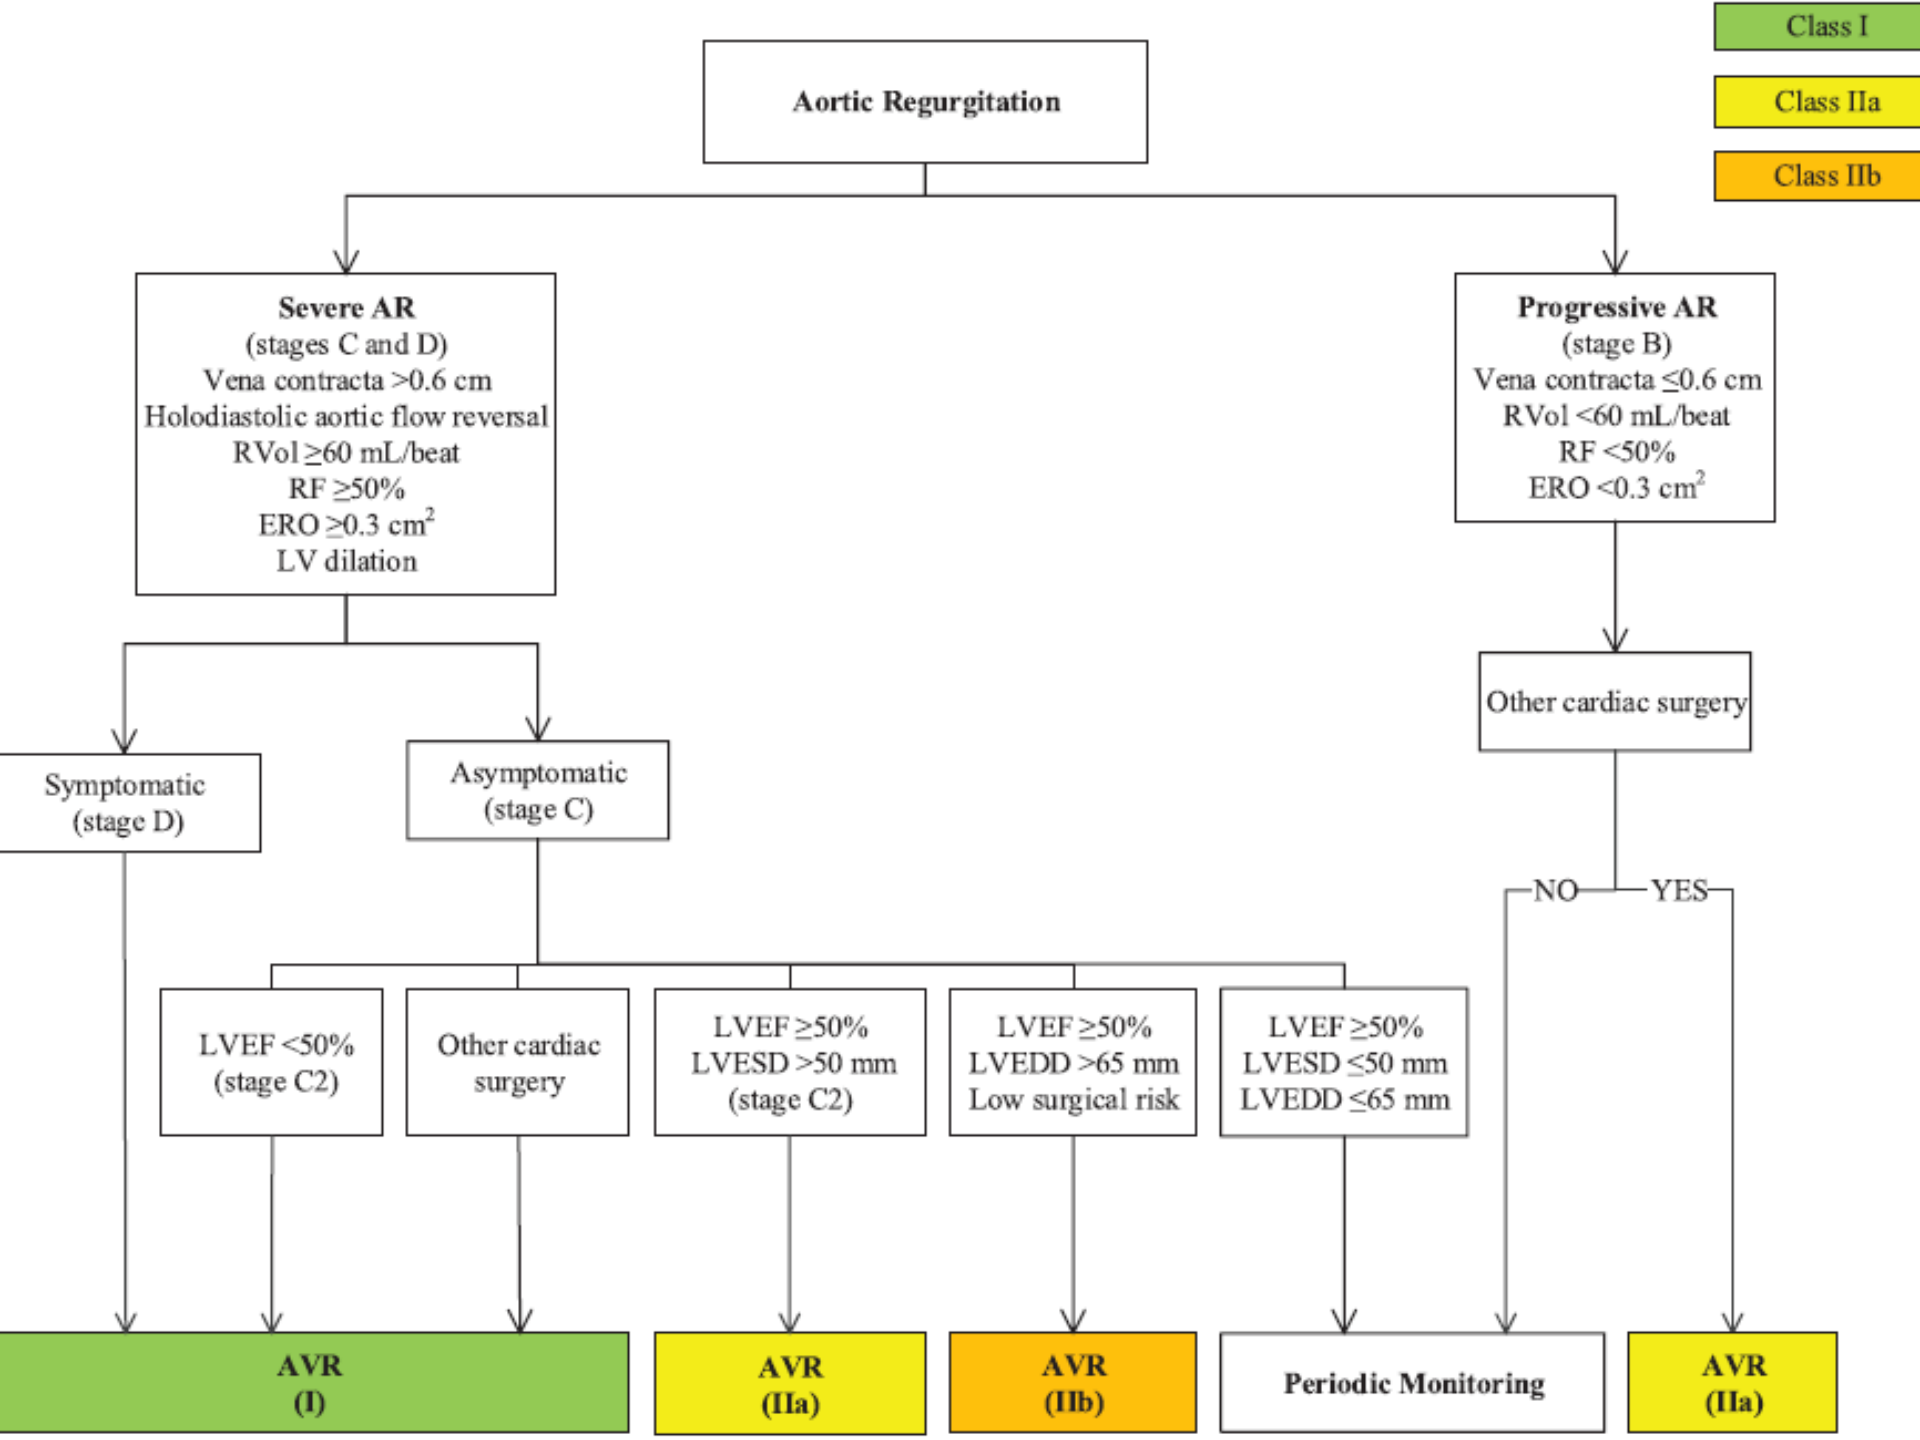 Class I
Class IIa
Class IIb
Aortic Regurgitation
Severe AR
(stages C and D)
Vena contracta >0.6 cm
Holodiastolic aortic flow reversal
RVol ≥60 mL/beat
RF ≥50%
ERO ≥0.3 cm²
LV dilation
Progressive AR
(stage B)
Vena contracta ≤0.6 cm
RVol <60 mL/beat
RF <50%
ERO <0.3 cm²
Other cardiac surgery
Symptomatic
(stage D)
Asymptomatic
(stage C)
NO
YES
LVEF <50%
(stage C2)
Other cardiac
surgery
LVEF ≥50%
LVESD >50 mm
(stage C2)
LVEF ≥50%
LVEDD >65 mm
Low surgical risk
LVEF ≥50%
LVESD ≤50 mm
LVEDD ≤65 mm
AVR
(I)
AVR
(IIa)
AVR
(IIb)
Periodic Monitoring
AVR
(IIa)